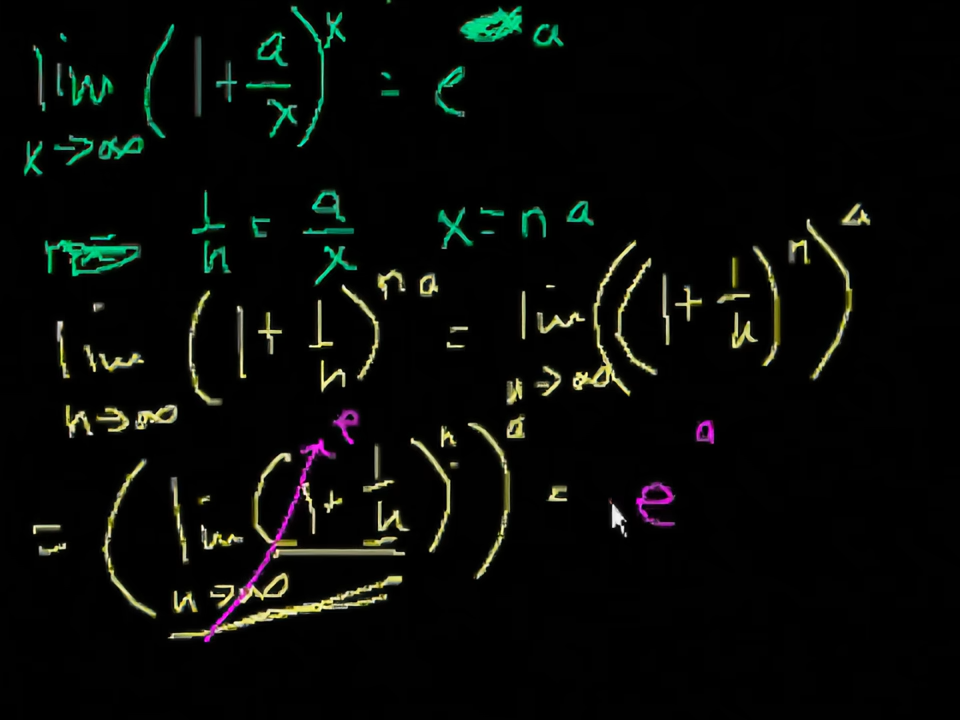 lim x→∞ (1 + a/x)^x = e^a
1/n = a/x x = na
lim n→∞ (1 + 1/n)^na = lim n→∞ ((1 + 1/n)^n)^a
= (lim n→∞ (1 + 1/n)^n)^a = e^a
e